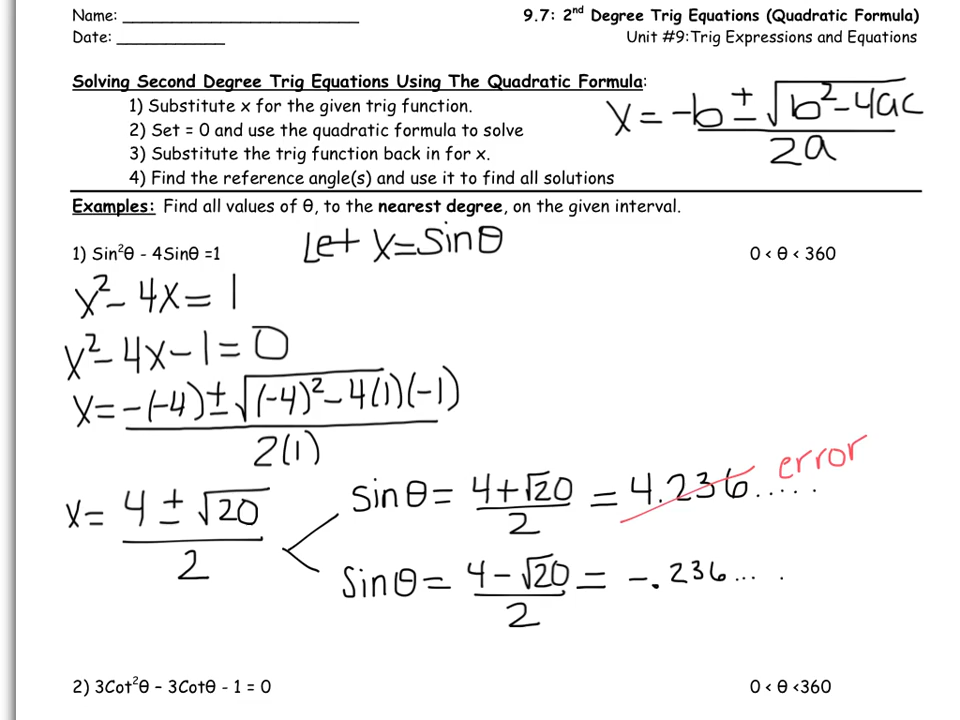 Name: ____________________________ 9.7: 2nd Degree Trig Equations (Quadratic Formula)
Date: _____________ Unit #9:Trig Expressions and Equations
Solving Second Degree Trig Equations Using The Quadratic Formula:
1) Substitute x for the given trig function.
2) Set = 0 and use the quadratic formula to solve
3) Substitute the trig function back in for x.
4) Find the reference angle(s) and use it to find all solutions
x = -b ± √b² - 4ac / 2a
Examples: Find all values of θ, to the nearest degree, on the given interval.
1) Sin²θ - 4Sinθ =1 Let x=Sinθ 0 < θ < 360
x² - 4x = 1
x² - 4x - 1 = 0
x = -(-4) ± √(-4)² - 4(1)(-1) / 2(1)
x = 4 ± √20 / 2
Sinθ = 4+√20 / 2 = 4.236..... error
Sinθ = 4-√20 / 2 = -.236... .
2) 3Cot²θ - 3Cotθ - 1 = 0 0 < θ <360